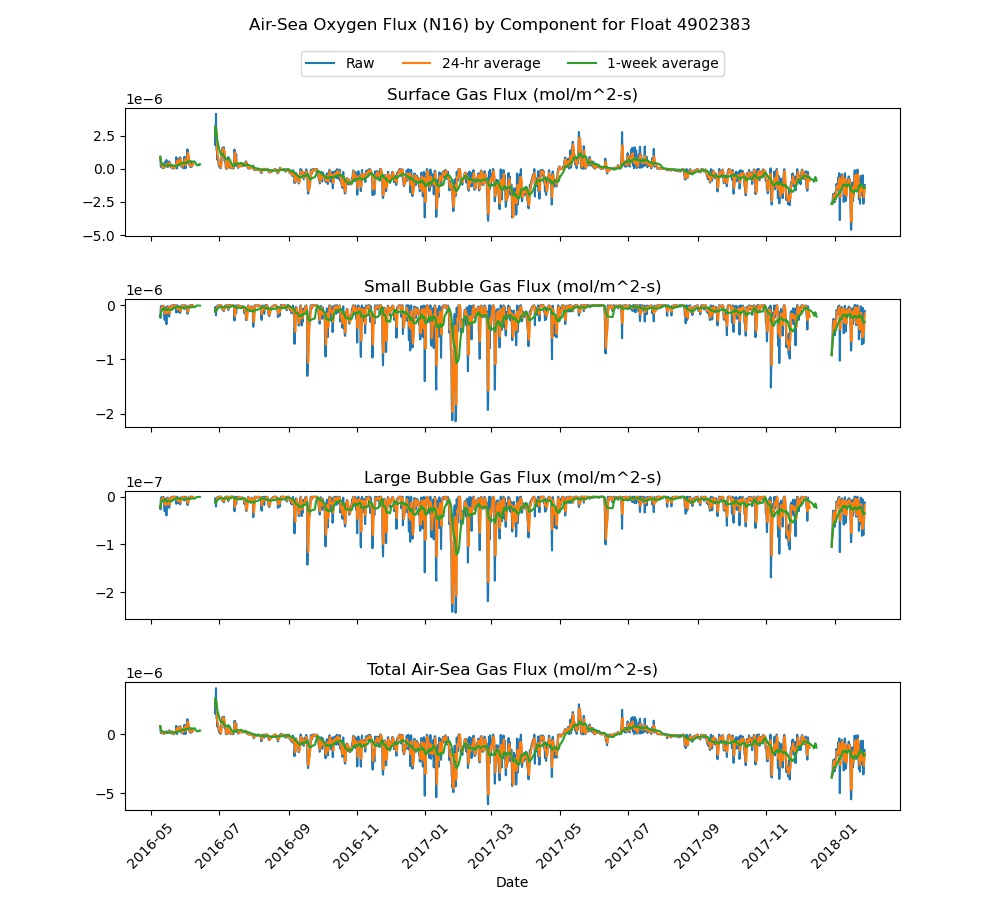 Air-Sea Oxygen Flux (N16) by Component for Float 4902383
Raw 24-hr average 1-week average
1e−6
Surface Gas Flux (mol/m^2-s)
2.5
0.0
−2.5
−5.0
1e−6
Small Bubble Gas Flux (mol/m^2-s)
0
−1
−2
1e−7
Large Bubble Gas Flux (mol/m^2-s)
0
−1
−2
1e−6
Total Air-Sea Gas Flux (mol/m^2-s)
0
−5
2016-05 2016-07 2016-09 2016-11 2017-01 2017-03 2017-05 2017-07 2017-09 2017-11 2018-01
Date